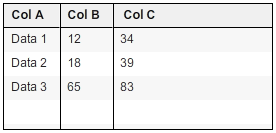 Col A Col B Col C
Data 1 12 34
Data 2 18 39
Data 3 65 83